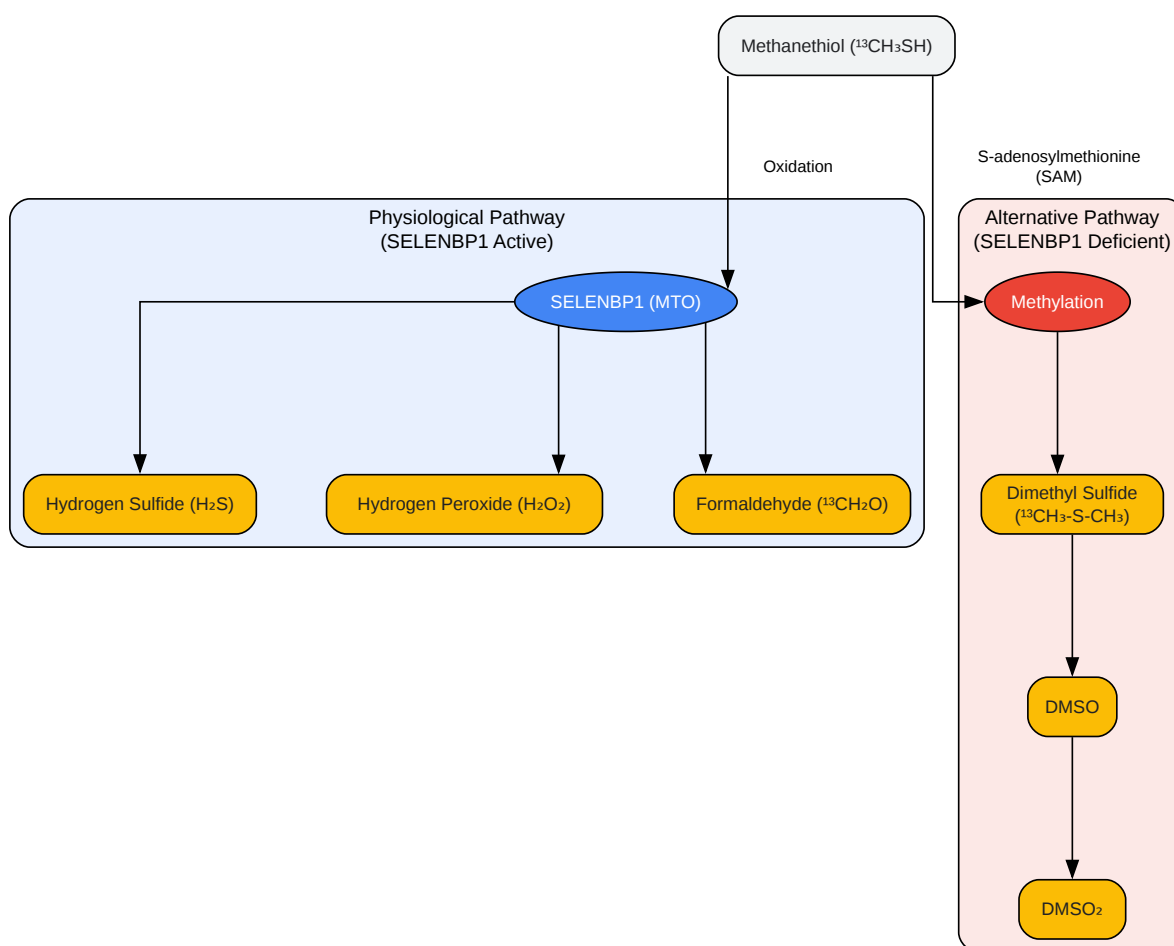 Methanethiol (¹³CH₃SH)
Oxidation
S-adenosylmethionine
(SAM)
Physiological Pathway
(SELENBP1 Active)
Alternative Pathway
(SELENBP1 Deficient)
SELENBP1 (MTO)
Methylation
Hydrogen Sulfide (H₂S)
Hydrogen Peroxide (H₂O₂)
Formaldehyde (¹³CH₂O)
Dimethyl Sulfide
(¹³CH₃-S-CH₃)
DMSO
DMSO₂